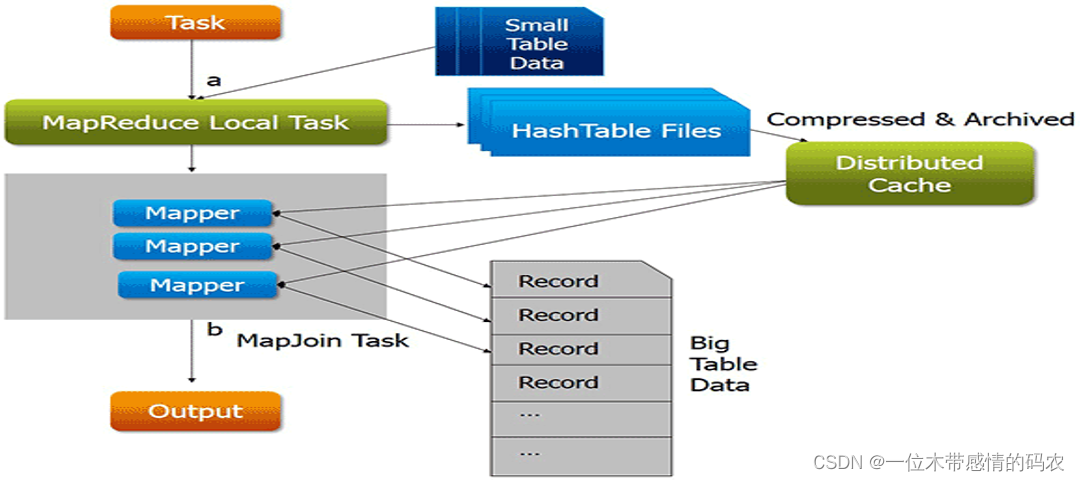 Task
Small
Table
Data
a
MapReduce Local Task
HashTable Files
Compressed & Archived
Distributed
Cache
Mapper
Mapper
Mapper
Record
Record
Record
Record
...
...
Big
Table
Data
b
MapJoin Task
Output
CSDN @一位木带感情的码农